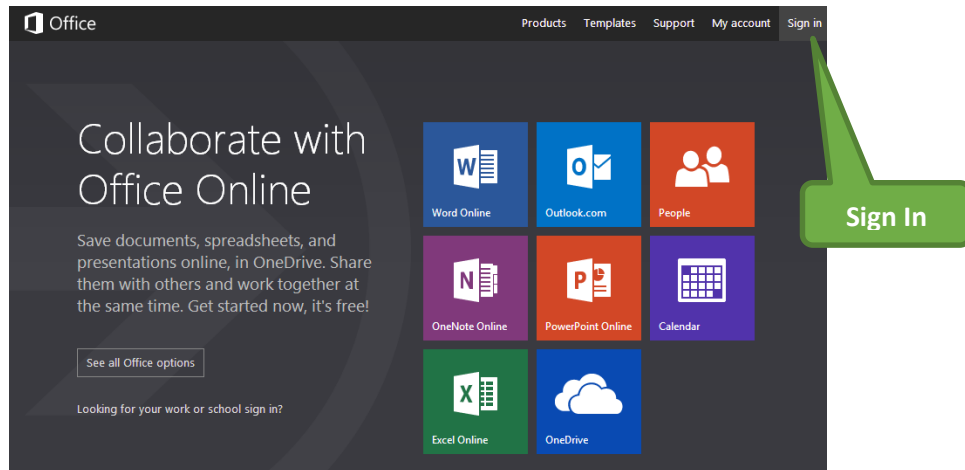 Office
Products Templates Support My account Sign in
Collaborate with
Office Online
Save documents, spreadsheets, and
presentations online, in OneDrive. Share
them with others and work together at
the same time. Get started now, it's free!
See all Office options
Looking for your work or school sign in?
W
Word Online
O
Outlook.com
People
N
OneNote Online
P
PowerPoint Online
Calendar
X
Excel Online
OneDrive
Sign In